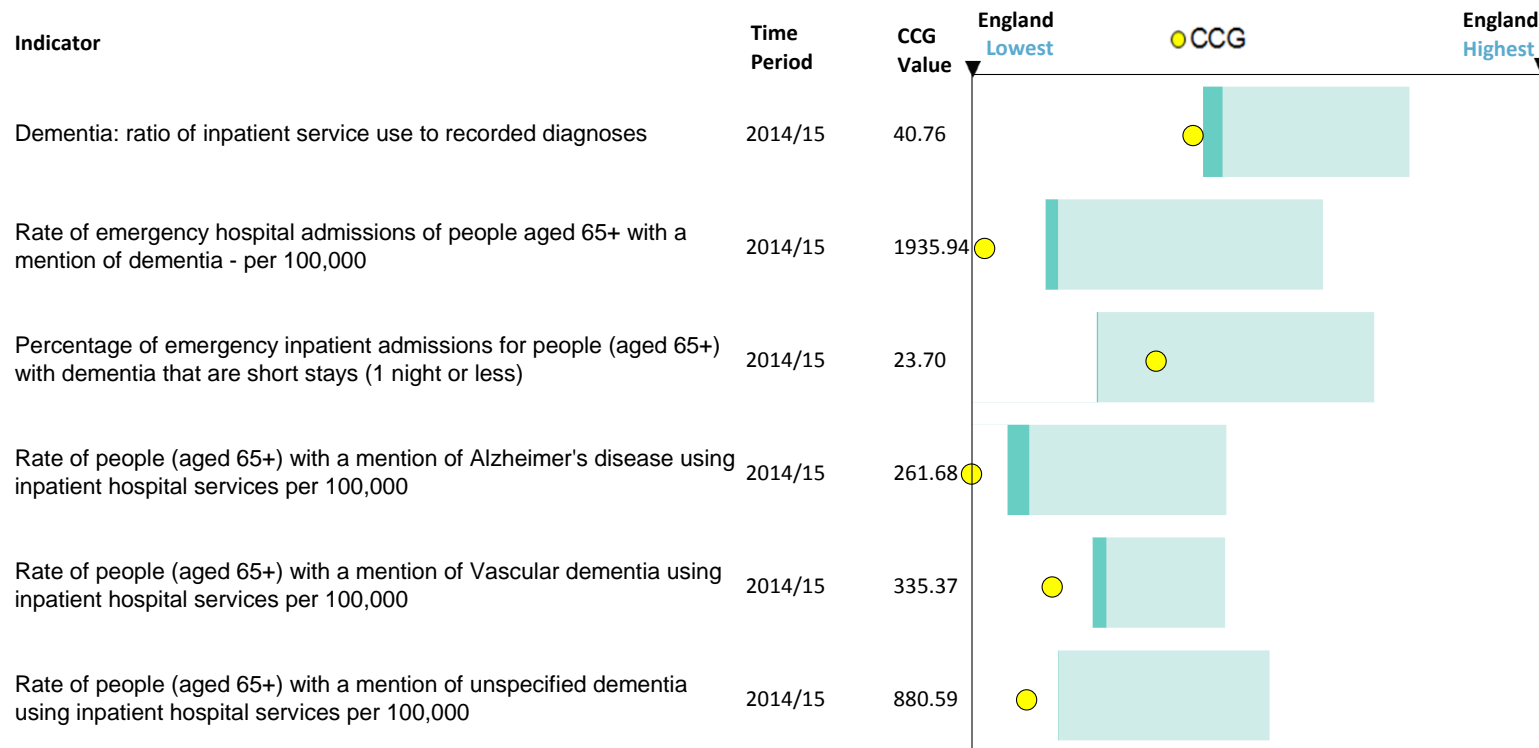 Indicator
Time
Period
CCG
Value
England
Lowest
CCG
England
Highest
Dementia: ratio of inpatient service use to recorded diagnoses
2014/15
40.76
Rate of emergency hospital admissions of people aged 65+ with a
mention of dementia - per 100,000
2014/15
1935.94
Percentage of emergency inpatient admissions for people (aged 65+)
with dementia that are short stays (1 night or less)
2014/15
23.70
Rate of people (aged 65+) with a mention of Alzheimer's disease using
inpatient hospital services per 100,000
2014/15
261.68
Rate of people (aged 65+) with a mention of Vascular dementia using
inpatient hospital services per 100,000
2014/15
335.37
Rate of people (aged 65+) with a mention of unspecified dementia
using inpatient hospital services per 100,000
2014/15
880.59